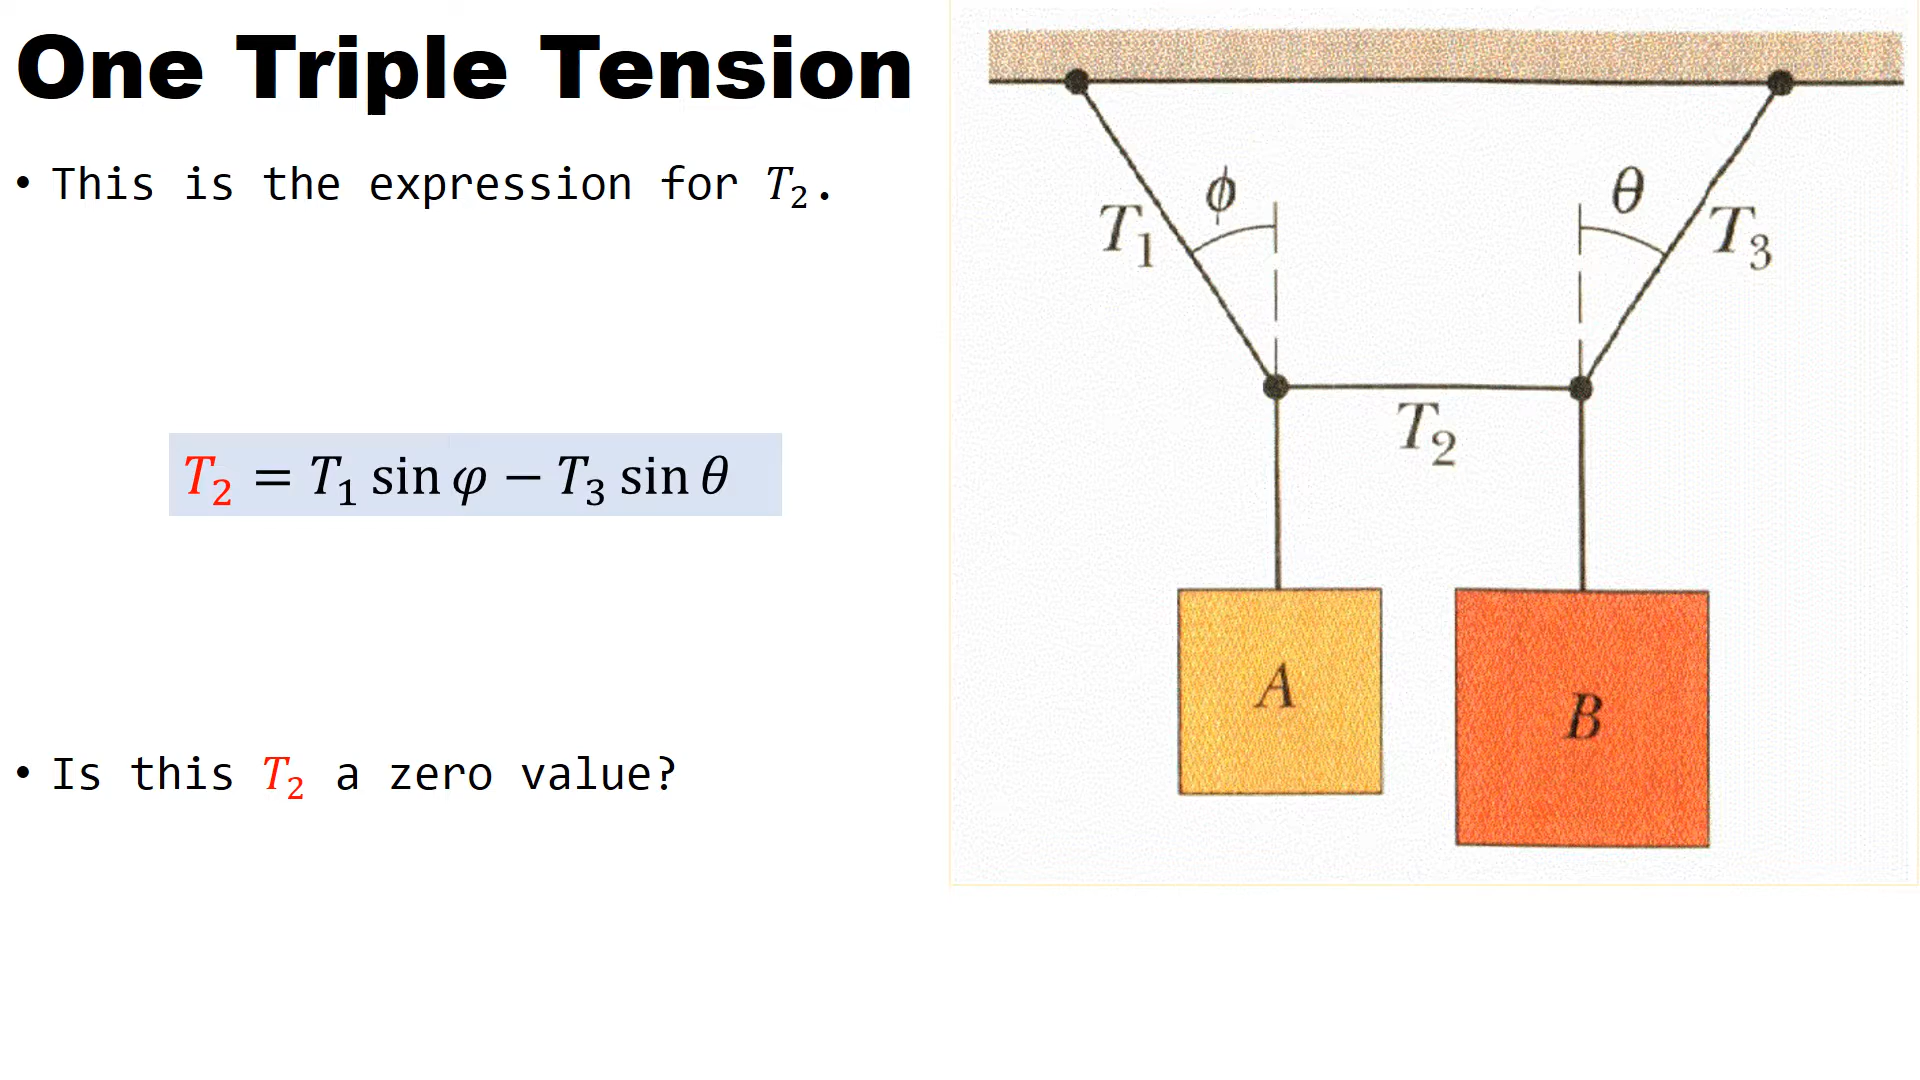 One Triple Tension
• This is the expression for T₂.
T₂ = T₁ sin φ − T₃ sin θ
• Is this T₂ a zero value?
ϕ
θ
T₁
T₃
T₂
A
B